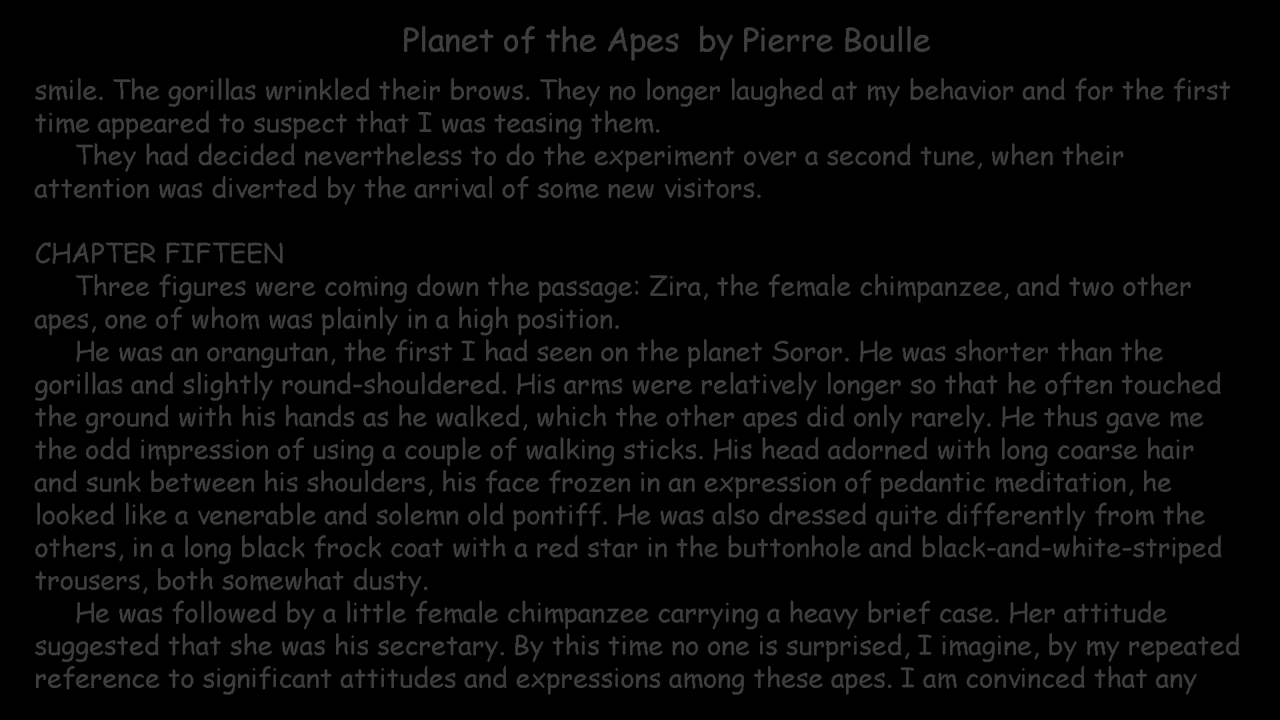 Planet of the Apes  by Pierre Boulle
smile. The gorillas wrinkled their brows. They no longer laughed at my behavior and for the first
time appeared to suspect that I was teasing them.
They had decided nevertheless to do the experiment over a second tune, when their
attention was diverted by the arrival of some new visitors.
CHAPTER FIFTEEN
Three figures were coming down the passage: Zira, the female chimpanzee, and two other
apes, one of whom was plainly in a high position.
He was an orangutan, the first I had seen on the planet Soror. He was shorter than the
gorillas and slightly round-shouldered. His arms were relatively longer so that he often touched
the ground with his hands as he walked, which the other apes did only rarely. He thus gave me
the odd impression of using a couple of walking sticks. His head adorned with long coarse hair
and sunk between his shoulders, his face frozen in an expression of pedantic meditation, he
looked like a venerable and solemn old pontiff. He was also dressed quite differently from the
others, in a long black frock coat with a red star in the buttonhole and black-and-white-striped
trousers, both somewhat dusty.
He was followed by a little female chimpanzee carrying a heavy brief case. Her attitude
suggested that she was his secretary. By this time no one is surprised, I imagine, by my repeated
reference to significant attitudes and expressions among these apes. I am convinced that any